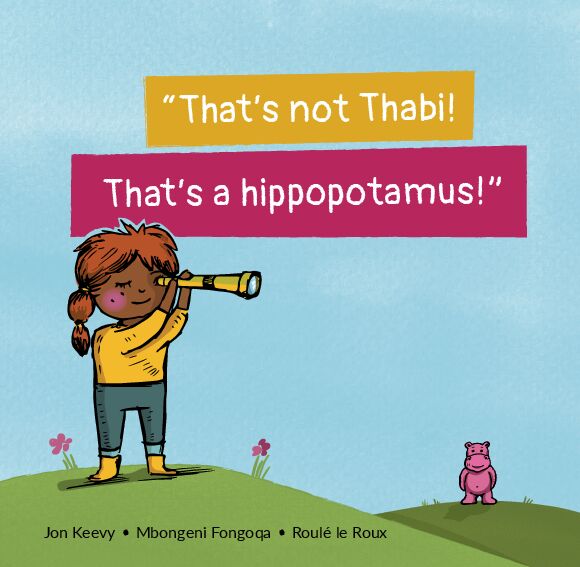 “That’s not Thabi!
That’s a hippopotamus!”
Jon Keevy • Mbongeni Fongoqa • Roulé le Roux